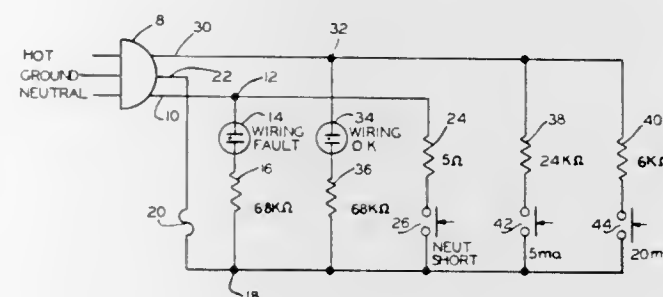 8
30
32
HOT
GROUND
NEUTRAL
22
12
10
14
WIRING
FAULT
34
WIRING
O K
24
5Ω
38
24KΩ
40
6KΩ
16
68KΩ
36
68KΩ
20
26
NEUT
SHORT
42
5ma
44
20m
18